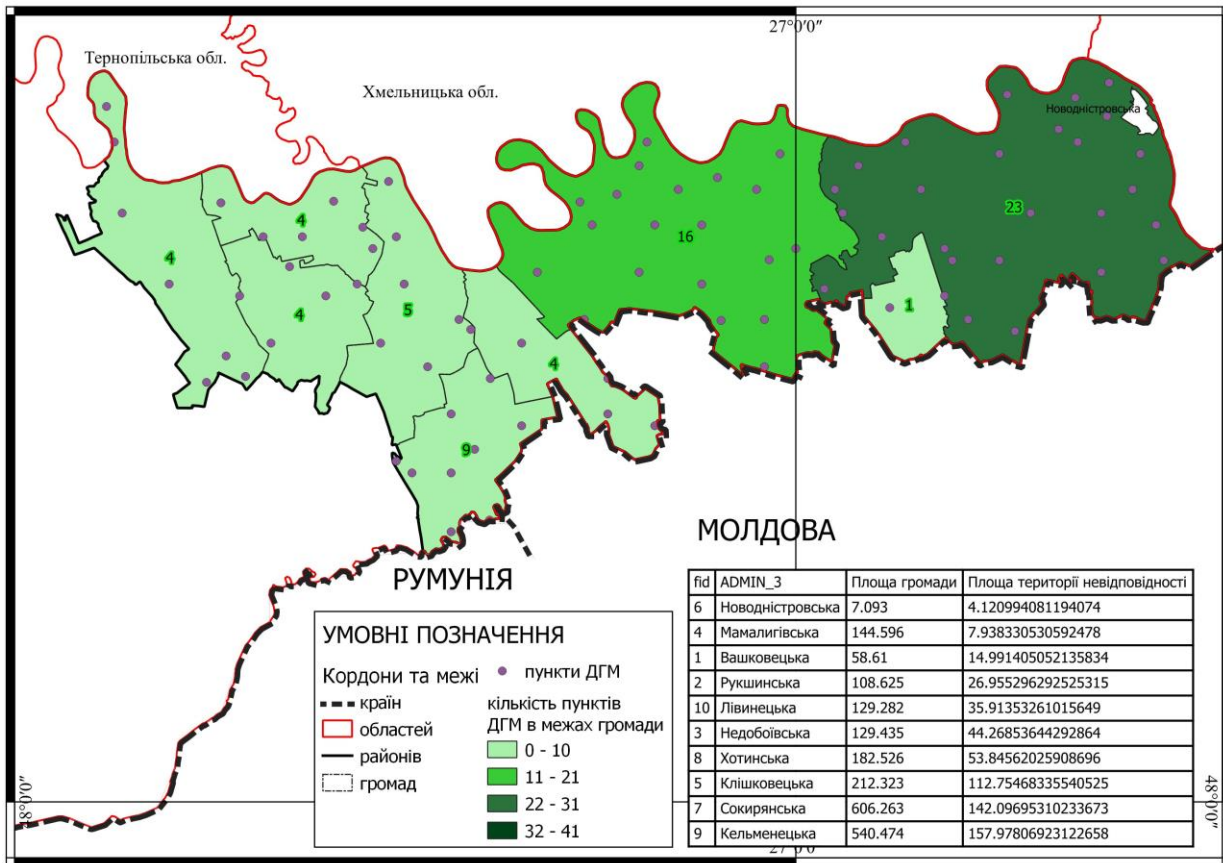 27°0′0″
Тернопільська обл.
Хмельницька обл.
Новодністровська
4
4
4
5
4
9
16
23
1
МОЛДОВА
РУМУНІЯ
УМОВНІ ПОЗНАЧЕННЯ
Кордони та межі
країн
областей
районів
громад
пункти ДГМ
кількість пунктів
ДГМ в межах громади
0 - 10
11 - 21
22 - 31
32 - 41
fid ADMIN_3 Площа громади Площа території невідповідності
6 Новодністровська 7.093 4.120994081194074
4 Мамалигівська 144.596 7.938330530592478
1 Вашковецька 58.61 14.991405052135834
2 Рукшинська 108.625 26.955296292525315
10 Лівинецька 129.282 35.91353261015649
3 Недобоївська 129.435 44.26853644292864
8 Хотинська 182.526 53.84562025908696
5 Клішковецька 212.323 112.75468335540525
7 Сокирянська 606.263 142.09695310233673
9 Кельменецька 540.474 157.97806923122658
48°0′0″
48°0′0″
27°0′0″